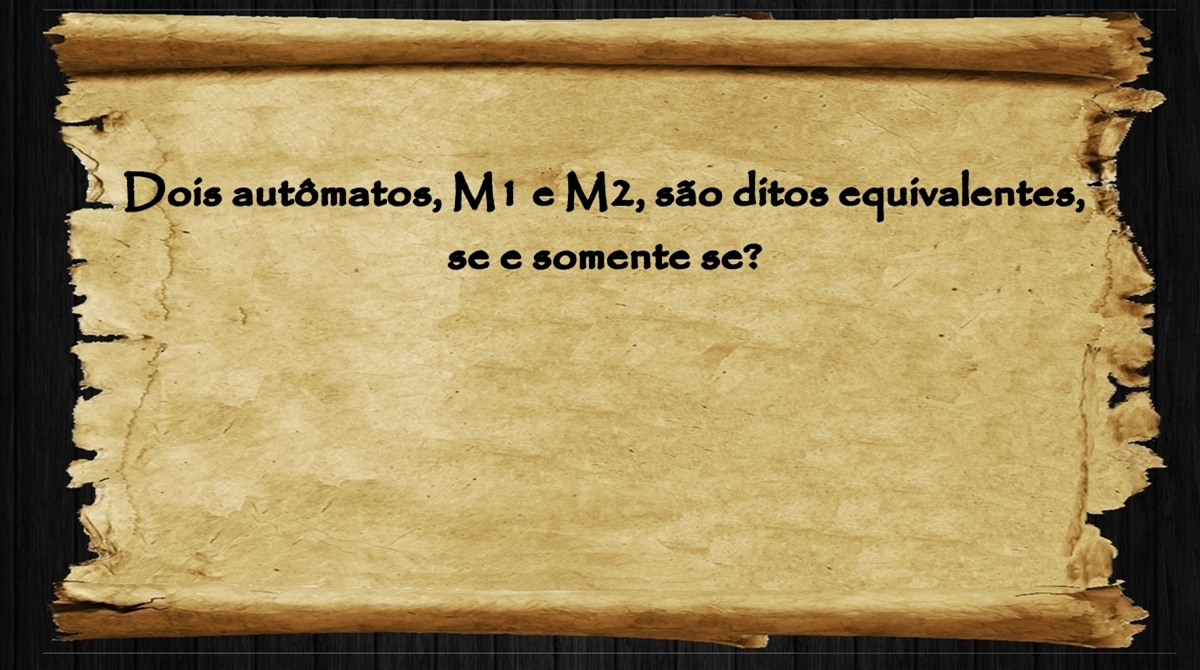 Dois autômatos, M1 e M2, são ditos equivalentes,
se e somente se?